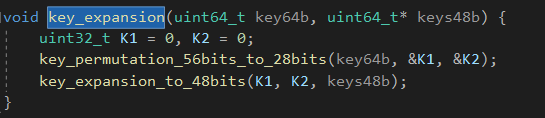 void key_expansion(uint64_t key64b, uint64_t* keys48b) {
uint32_t K1 = 0, K2 = 0;
key_permutation_56bits_to_28bits(key64b, &K1, &K2);
key_expansion_to_48bits(K1, K2, keys48b);
}